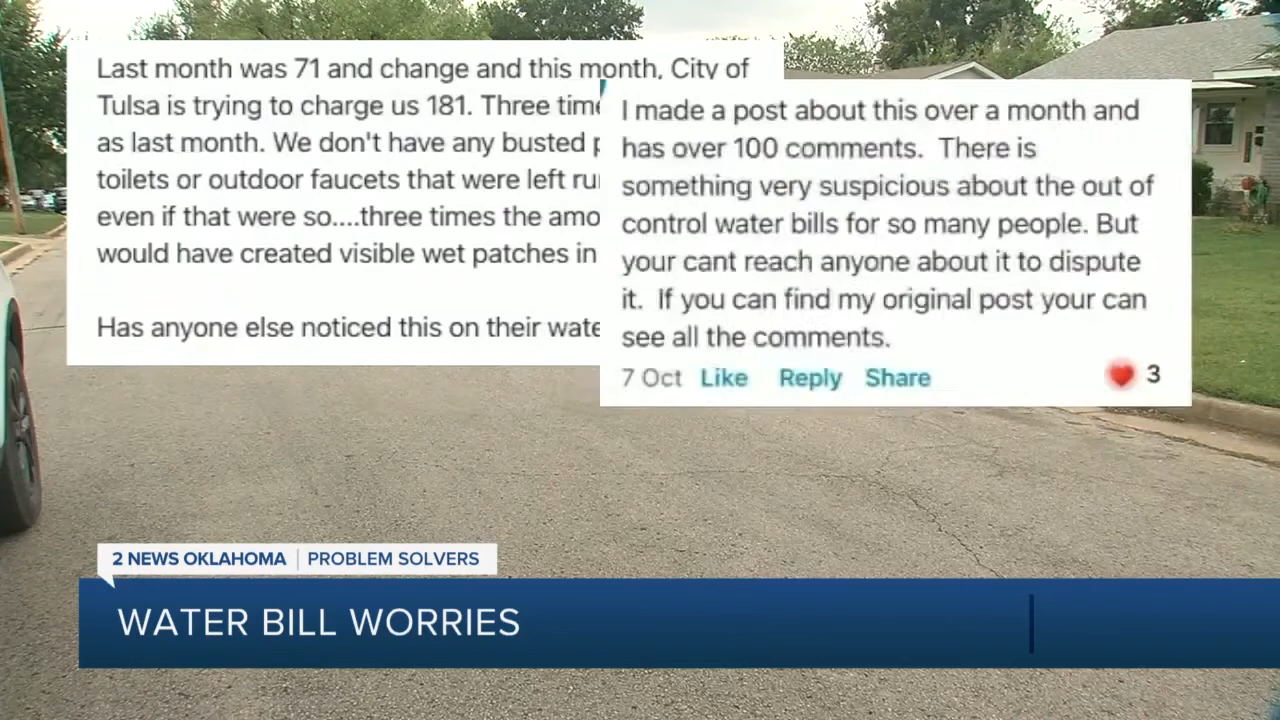 Last month was 71 and change and this month, City of
Tulsa is trying to charge us 181. Three
as last month. We don't have any busted
toilets or outdoor faucets that were left
even if that were so....three times the
would have created visible wet patches in
Has anyone else noticed this on their
I made a post about this over a month and
has over 100 comments. There is
something very suspicious about the out of
control water bills for so many people. But
your cant reach anyone about it to dispute
it. If you can find my original post your can
see all the comments.
7 Oct Like Reply Share 3
2 NEWS OKLAHOMA | PROBLEM SOLVERS
WATER BILL WORRIES